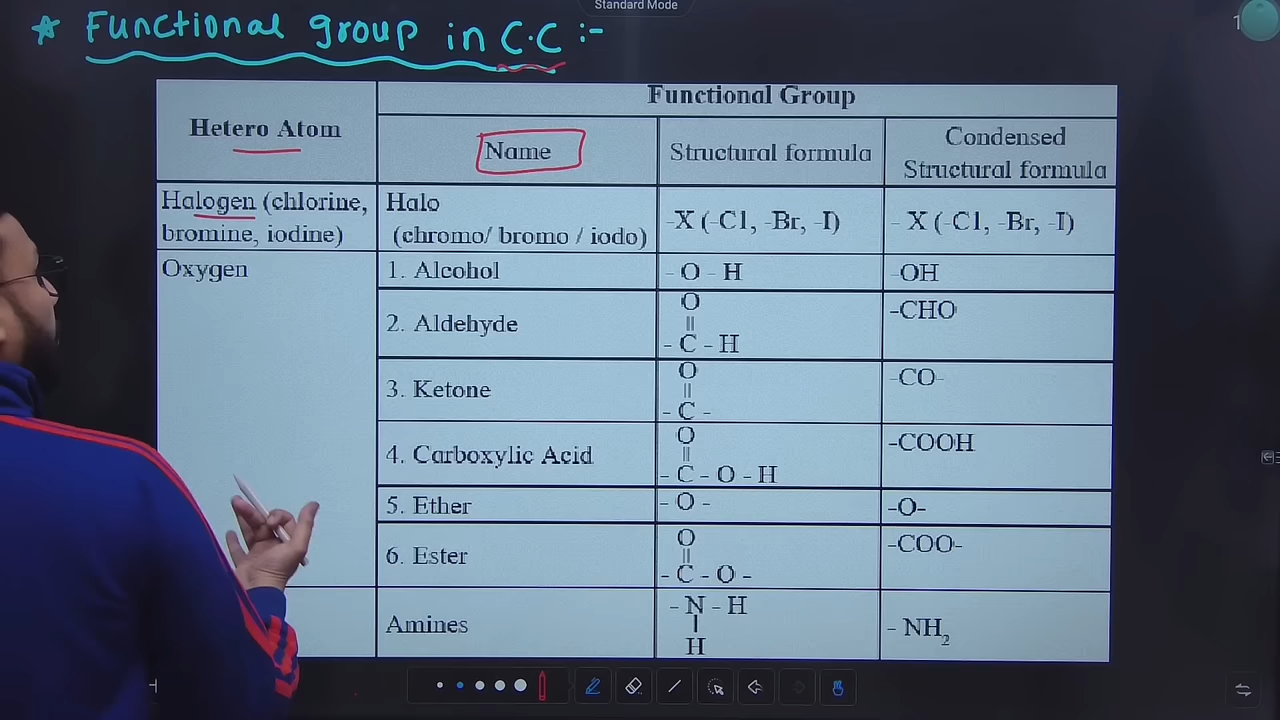 Standard Mode
* Functional group in C.C :-
1
Functional Group
Hetero Atom
Name
Structural formula
Condensed
Structural formula
Halogen (chlorine,
bromine, iodine)
Halo
(chromo/ bromo / iodo)
-X (-Cl, -Br, -I)
- X (-Cl, -Br, -I)
Oxygen
1. Alcohol
- O - H
-OH
2. Aldehyde
O
||
- C - H
-CHO
3. Ketone
O
||
- C -
-CO-
4. Carboxylic Acid
O
||
- C - O - H
-COOH
5. Ether
- O -
-O-
6. Ester
O
||
- C - O -
-COO-
Amines
- N - H
|
H
- NH₂